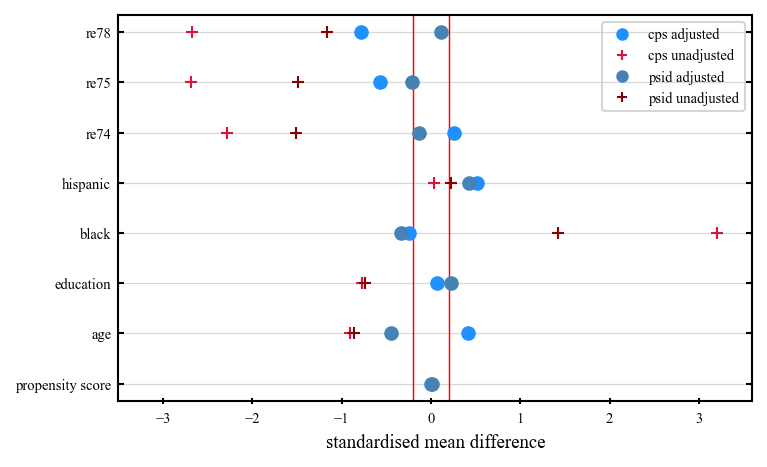 re78
re75
re74
hispanic
black
education
age
propensity score
cps adjusted
cps unadjusted
psid adjusted
psid unadjusted
−3 −2 −1 0 1 2 3
standardised mean difference